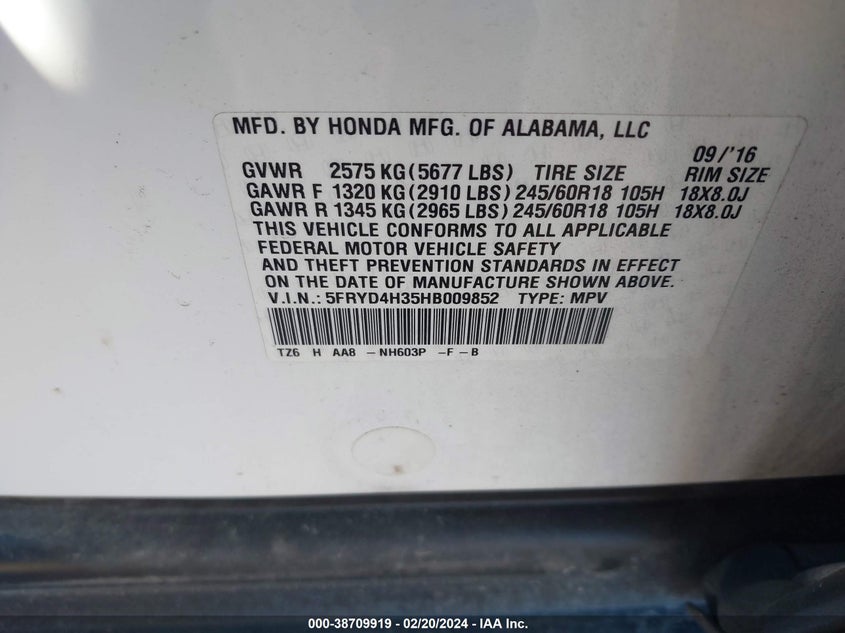 MFD. BY HONDA MFG. OF ALABAMA, LLC
09/'16
GVWR 2575 KG(5677 LBS) TIRE SIZE RIM SIZE
GAWR F 1320 KG(2910 LBS) 245/60R18 105H 18X8.0J
GAWR R 1345 KG(2965 LBS) 245/60R18 105H 18X8.0J
THIS VEHICLE CONFORMS TO ALL APPLICABLE
FEDERAL MOTOR VEHICLE SAFETY
AND THEFT PREVENTION STANDARDS IN EFFECT
ON THE DATE OF MANUFACTURE SHOWN ABOVE.
V.I.N.: 5FRYD4H35HB009852 TYPE: MPV
TZ6 H AA8 -NH603P -F-B
000-38709919 - 02/20/2024 - IAA Inc.